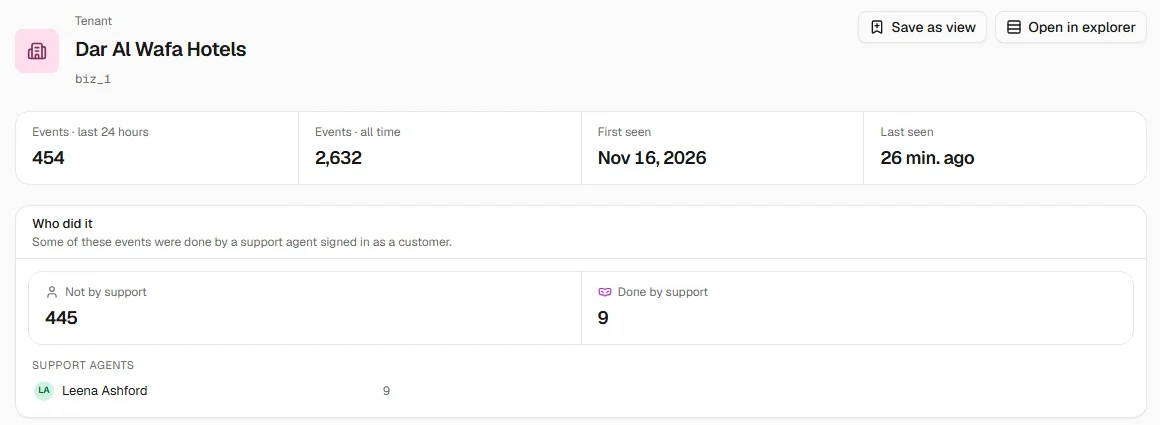 Tenant
Dar Al Wafa Hotels
biz_1
Save as view
Open in explorer
Events · last 24 hours
454
Events · all time
2,632
First seen
Nov 16, 2026
Last seen
26 min. ago
Who did it
Some of these events were done by a support agent signed in as a customer.
Not by support
445
Done by support
9
SUPPORT AGENTS
LA Leena Ashford 9